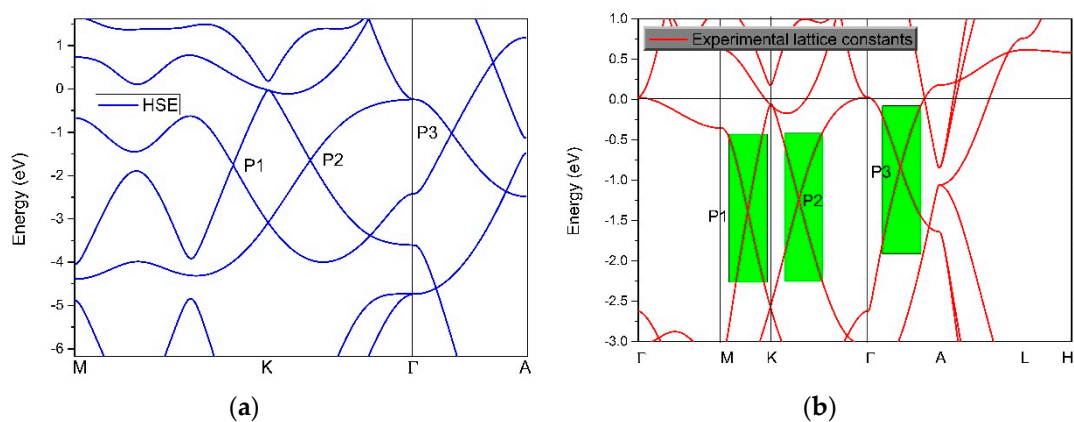 1
0
-1
-2
-3
-4
-5
-6
Energy (eV)
HSE
P1
P2
P3
M
K
Γ
A
(a)
1.0
0.5
0.0
-0.5
-1.0
-1.5
-2.0
-2.5
-3.0
Energy (eV)
Experimental lattice constants
P1
P2
P3
Γ
M
K
Γ
A
L
H
(b)